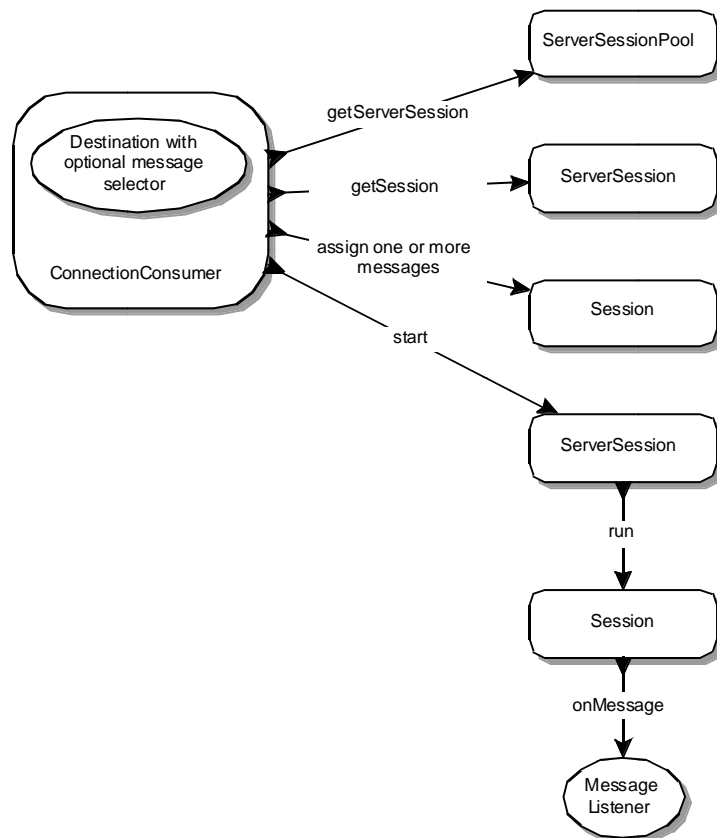 ServerSessionPool
getServerSession
Destination with
optional message
selector
getSession
ServerSession
assign one or more
messages
ConnectionConsumer
Session
start
ServerSession
run
Session
onMessage
Message
Listener